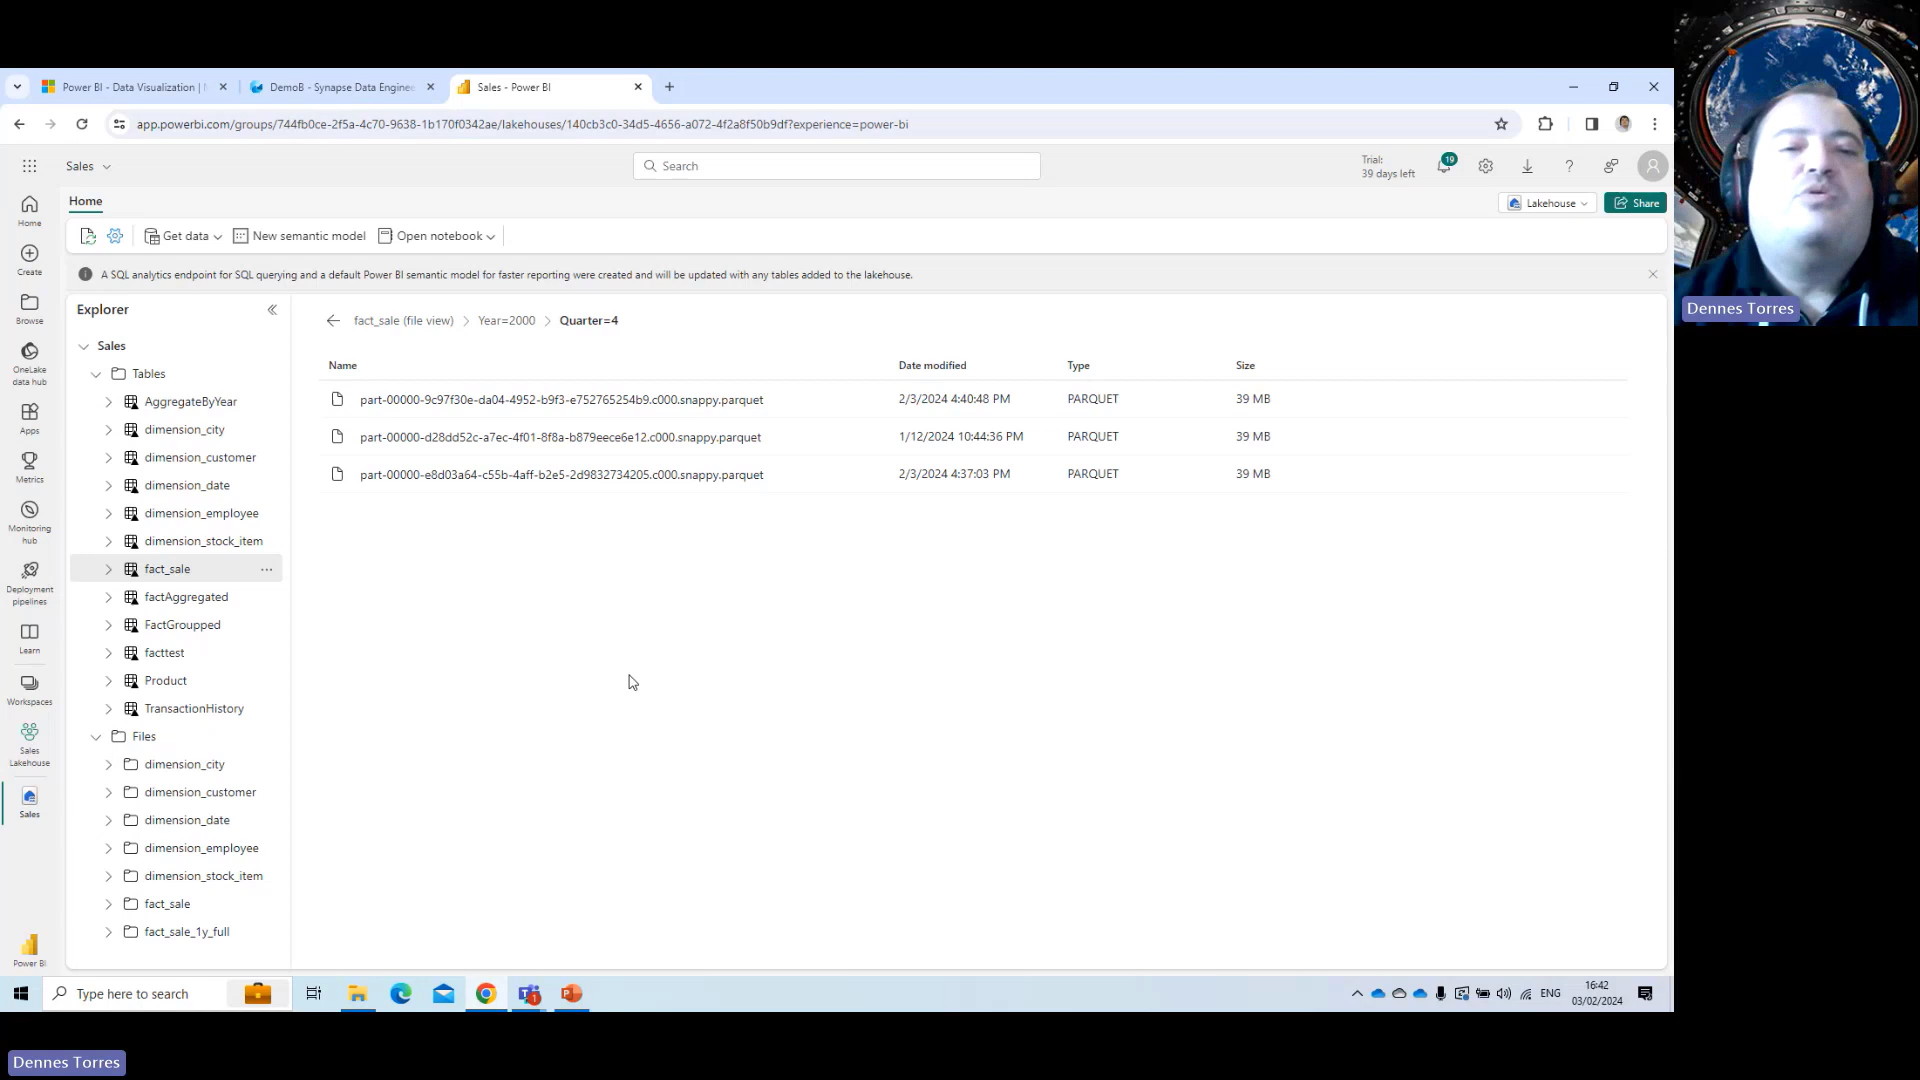 Power BI - Data Visualization |
DemoB - Synapse Data Enginee
Sales - Power BI
app.powerbi.com/groups/744fb0ce-2f5a-4c70-9638-1b170f0342ae/lakehouses/140cb3c0-34d5-4656-a072-4f2a8f50b9df?experience=power-bi
Sales
Search
Trial:
39 days left
19
Home
Lakehouse
Share
Get data
New semantic model
Open notebook
A SQL analytics endpoint for SQL querying and a default Power BI semantic model for faster reporting were created and will be updated with any tables added to the lakehouse.
Home
Create
Browse
OneLake
data hub
Apps
Metrics
Monitoring
hub
Deployment
pipelines
Learn
Workspaces
Sales
Lakehouse
Sales
Power BI
Explorer
Sales
Tables
AggregateByYear
dimension_city
dimension_customer
dimension_date
dimension_employee
dimension_stock_item
fact_sale
factAggregated
FactGroupped
facttest
Product
TransactionHistory
Files
dimension_city
dimension_customer
dimension_date
dimension_employee
dimension_stock_item
fact_sale
fact_sale_1y_full
fact_sale (file view) > Year=2000 > Quarter=4
Name Date modified Type Size
part-00000-9c97f30e-da04-4952-b9f3-e752765254b9.c000.snappy.parquet 2/3/2024 4:40:48 PM PARQUET 39 MB
part-00000-d28dd52c-a7ec-4f01-8f8a-b879eece6e12.c000.snappy.parquet 1/12/2024 10:44:36 PM PARQUET 39 MB
part-00000-e8d03a64-c55b-4aff-b2e5-2d9832734205.c000.snappy.parquet 2/3/2024 4:37:03 PM PARQUET 39 MB
Type here to search
1
ENG
16:42
03/02/2024
Dennes Torres
Dennes Torres